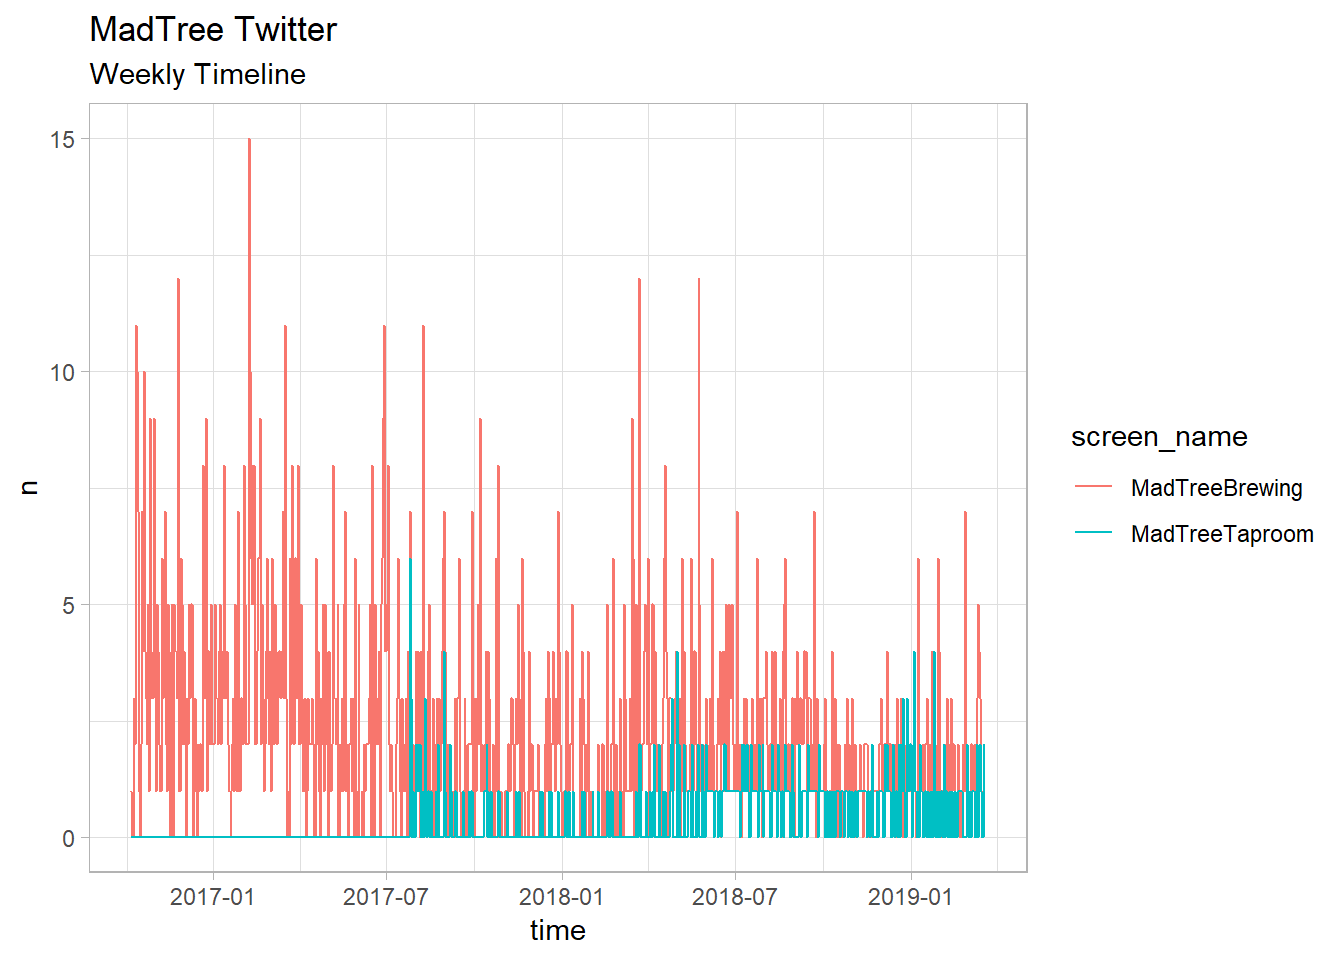 MadTree Twitter
Weekly Timeline
15
10
5
0
n
2017-01
2017-07
2018-01
2018-07
2019-01
time
screen_name
MadTreeBrewing
MadTreeTaproom